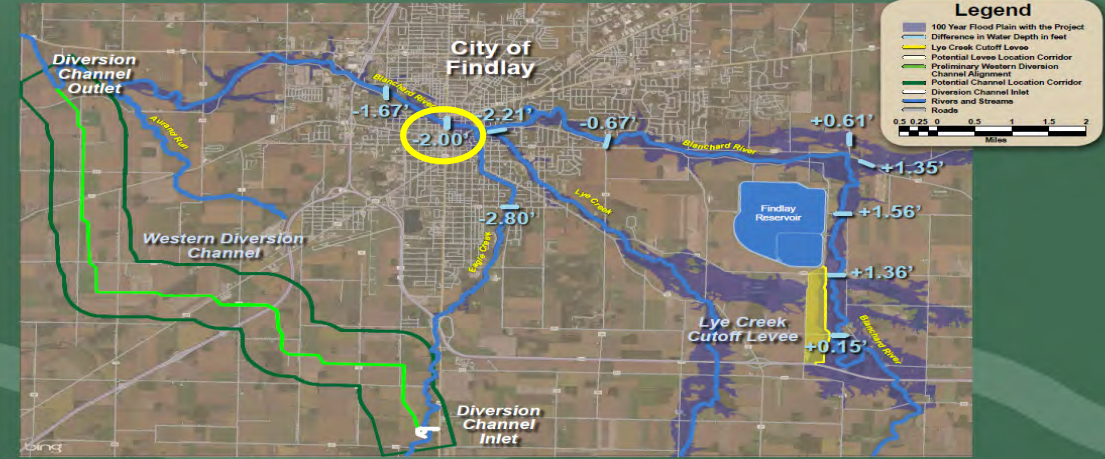 Legend
100 Year Flood Plain with the Project
Difference in Water Depth in feet
Lye Creek Cutoff Levee
Potential Levee Location Corridor
Preliminary Western Diversion
Channel Alignment
Potential Channel Location Corridor
Diversion Channel Inlet
Rivers and Streams
Roads
0.5 0.25 0 0.5 1 1.5 2
Miles
City of
Findlay
Diversion
Channel
Outlet
Blanchard River
-1.67'
-2.00'
-2.21'
-0.67'
+0.61'
Blanchard River
+1.35'
Aurand Run
Findlay
Reservoir
Lye Creek
-2.80'
+1.56'
Western Diversion
Channel
Eagle Creek
+1.36'
Lye Creek
Cutoff Levee
+0.15'
Blanchard River
Diversion
Channel
Inlet
bing